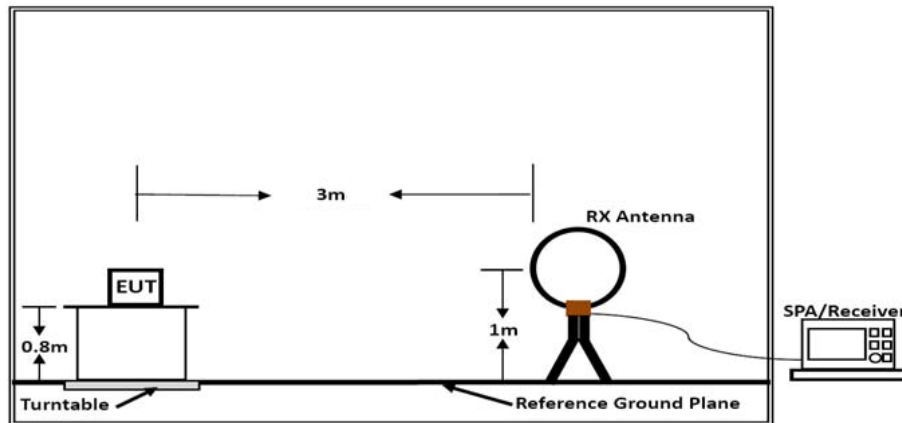 3m
RX Antenna
EUT
SPA/Receiver
0.8m
1m
Turntable
Reference Ground Plane